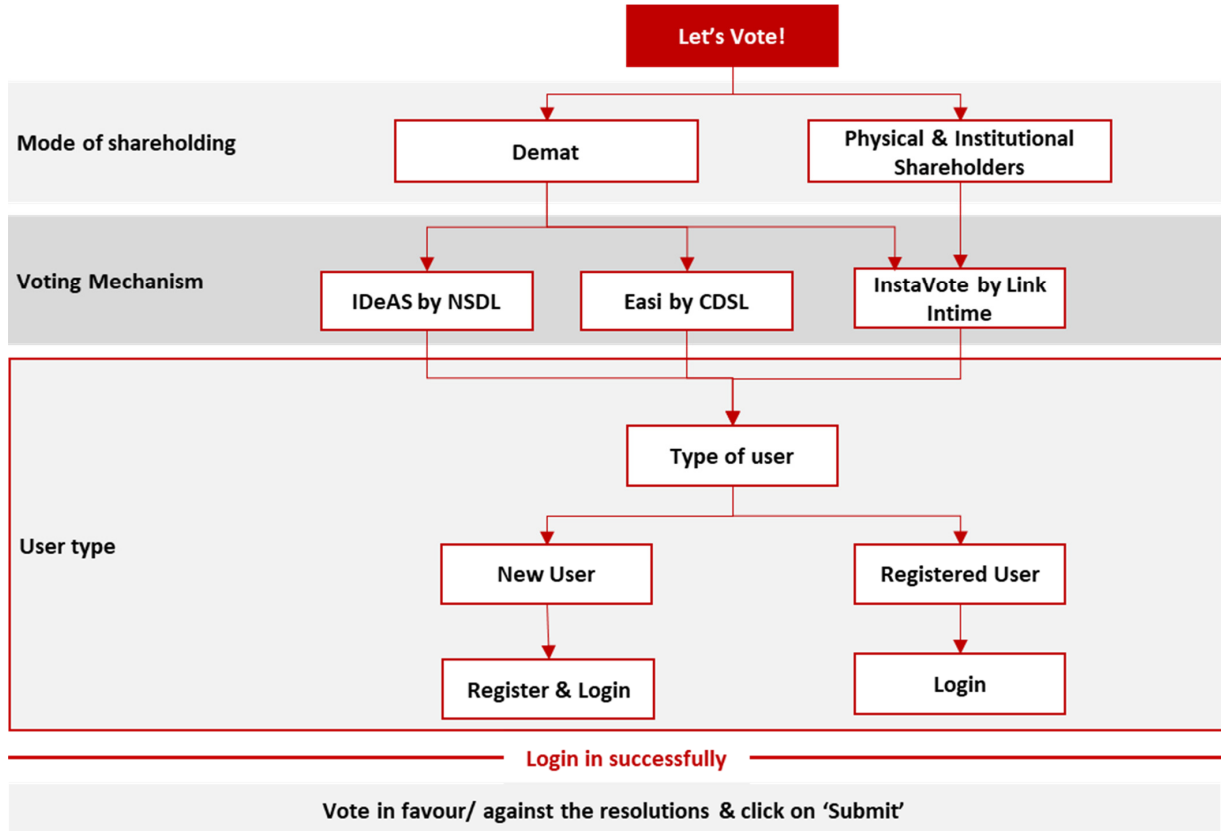 Let's Vote!
Mode of shareholding
Demat
Physical & Institutional
Shareholders
Voting Mechanism
IDeAS by NSDL
Easi by CDSL
InstaVote by Link
Intime
Type of user
User type
New User
Registered User
Register & Login
Login
Login in successfully
Vote in favour/ against the resolutions & click on ‘Submit’